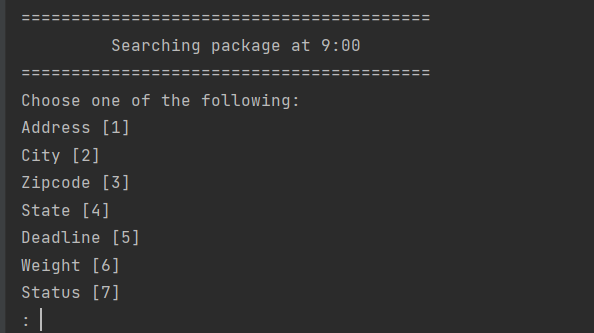 =========================================
Searching package at 9:00
=========================================
Choose one of the following:
Address [1]
City [2]
Zipcode [3]
State [4]
Deadline [5]
Weight [6]
Status [7]
: